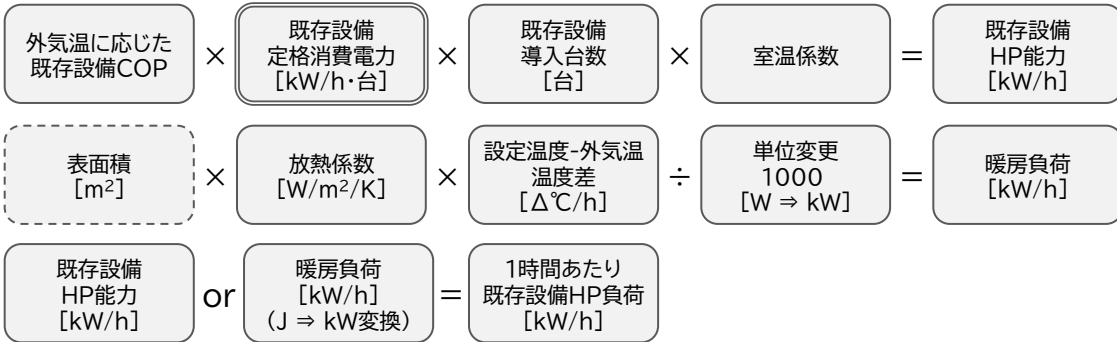 外気温に応じた
既存設備COP
×
既存設備
定格消費電力
[kW/h・台]
×
既存設備
導入台数
[台]
×
室温係数
=
既存設備
HP能力
[kW/h]
表面積
[m²]
×
放熱係数
[W/m²/K]
×
設定温度-外気温
温度差
[Δ℃/h]
÷
単位変更
1000
[W ⇒ kW]
=
暖房負荷
[kW/h]
既存設備
HP能力
[kW/h]
or
暖房負荷
[kW/h]
(J ⇒ kW変換)
=
1時間あたり
既存設備HP負荷
[kW/h]